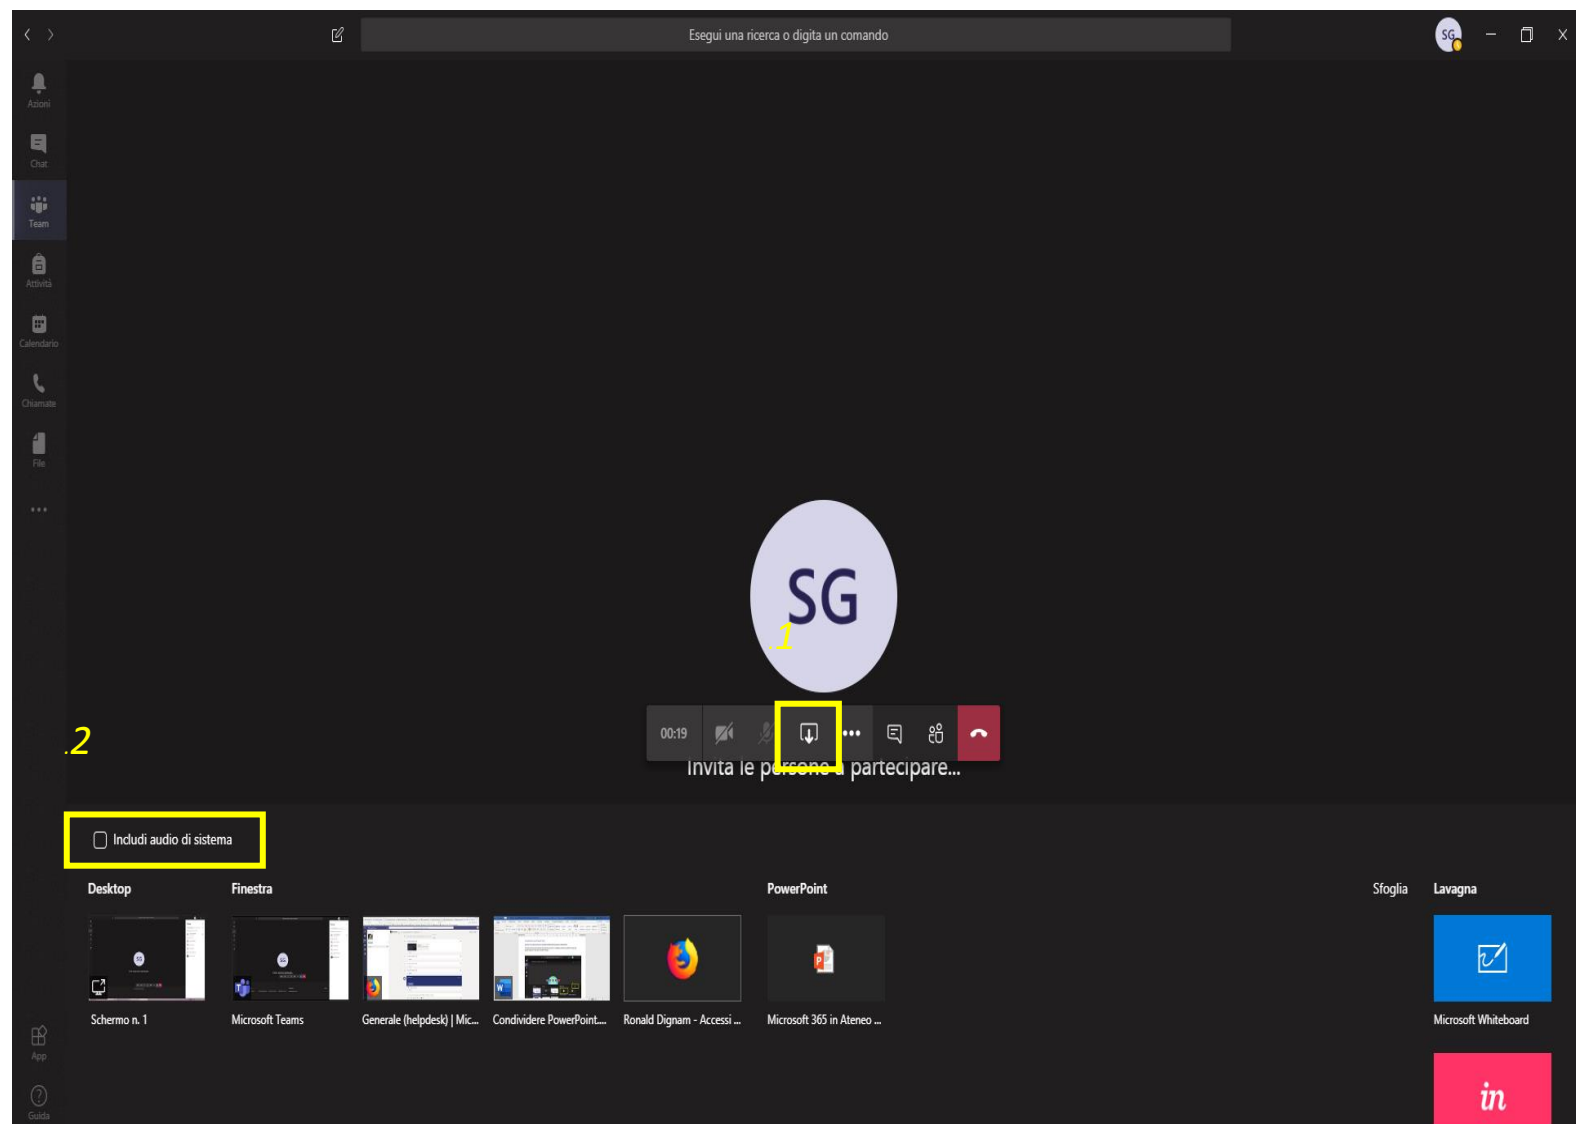 Esegui una ricerca o digita un comando
SG
Azioni
Chat
Team
Attività
Calendario
Chiamate
File
SG
.1
00:19
Invita le persone a partecipare...
.2
Includi audio di sistema
Desktop
Finestra
PowerPoint
Sfoglia
Lavagna
Schermo n. 1
Microsoft Teams
Generale (helpdesk) | Mic...
Condividere PowerPoint....
Ronald Dignam - Accessi ...
Microsoft 365 in Ateneo ...
Microsoft Whiteboard
in
App
Guida